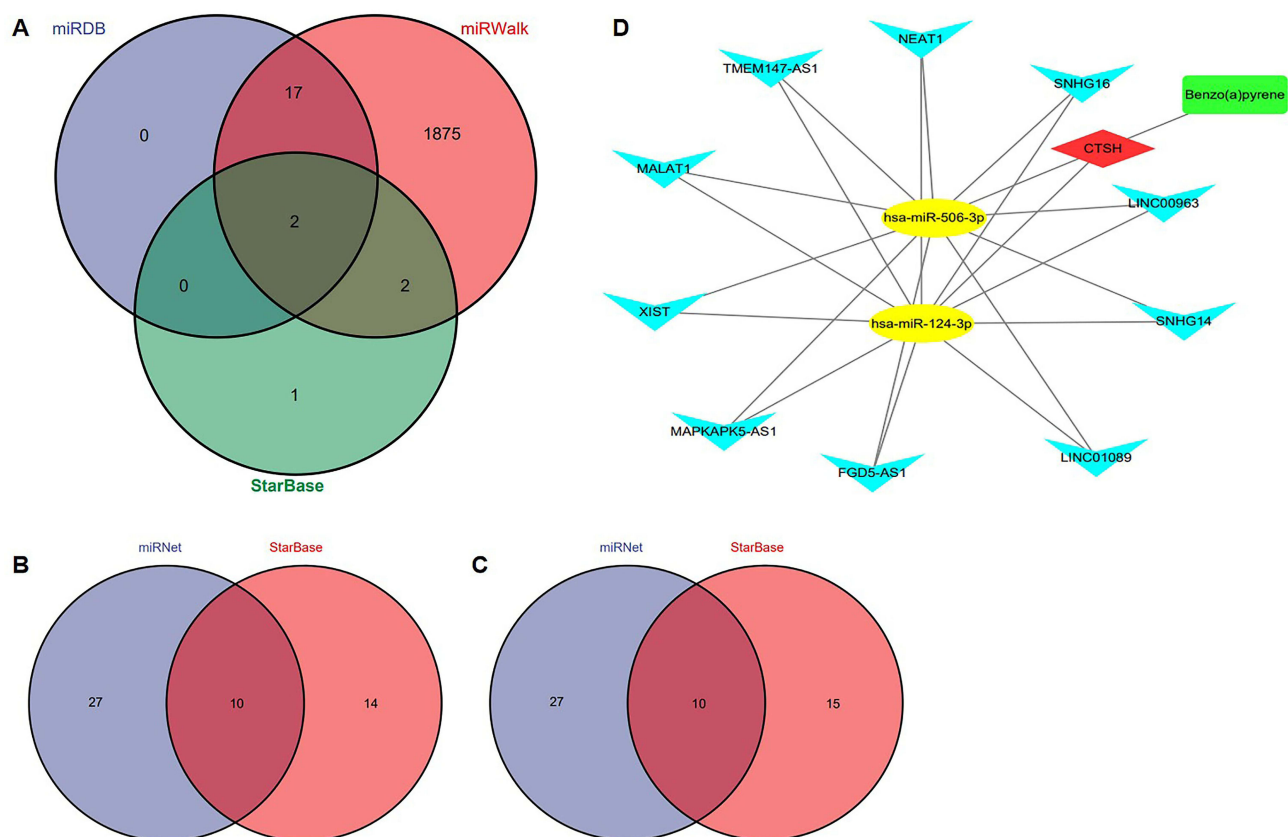 A
miRDB
miRWalk
17
0
1875
2
0
2
1
StarBase
D
NEAT1
TMEM147-AS1
SNHG16
Benzo(a)pyrene
CTSH
MALAT1
LINC00963
hsa-miR-506-3p
XIST
hsa-miR-124-3p
SNHG14
MAPKAPK5-AS1
FGD5-AS1
LINC01089
B
miRNet
StarBase
27
10
14
C
miRNet
StarBase
27
10
15